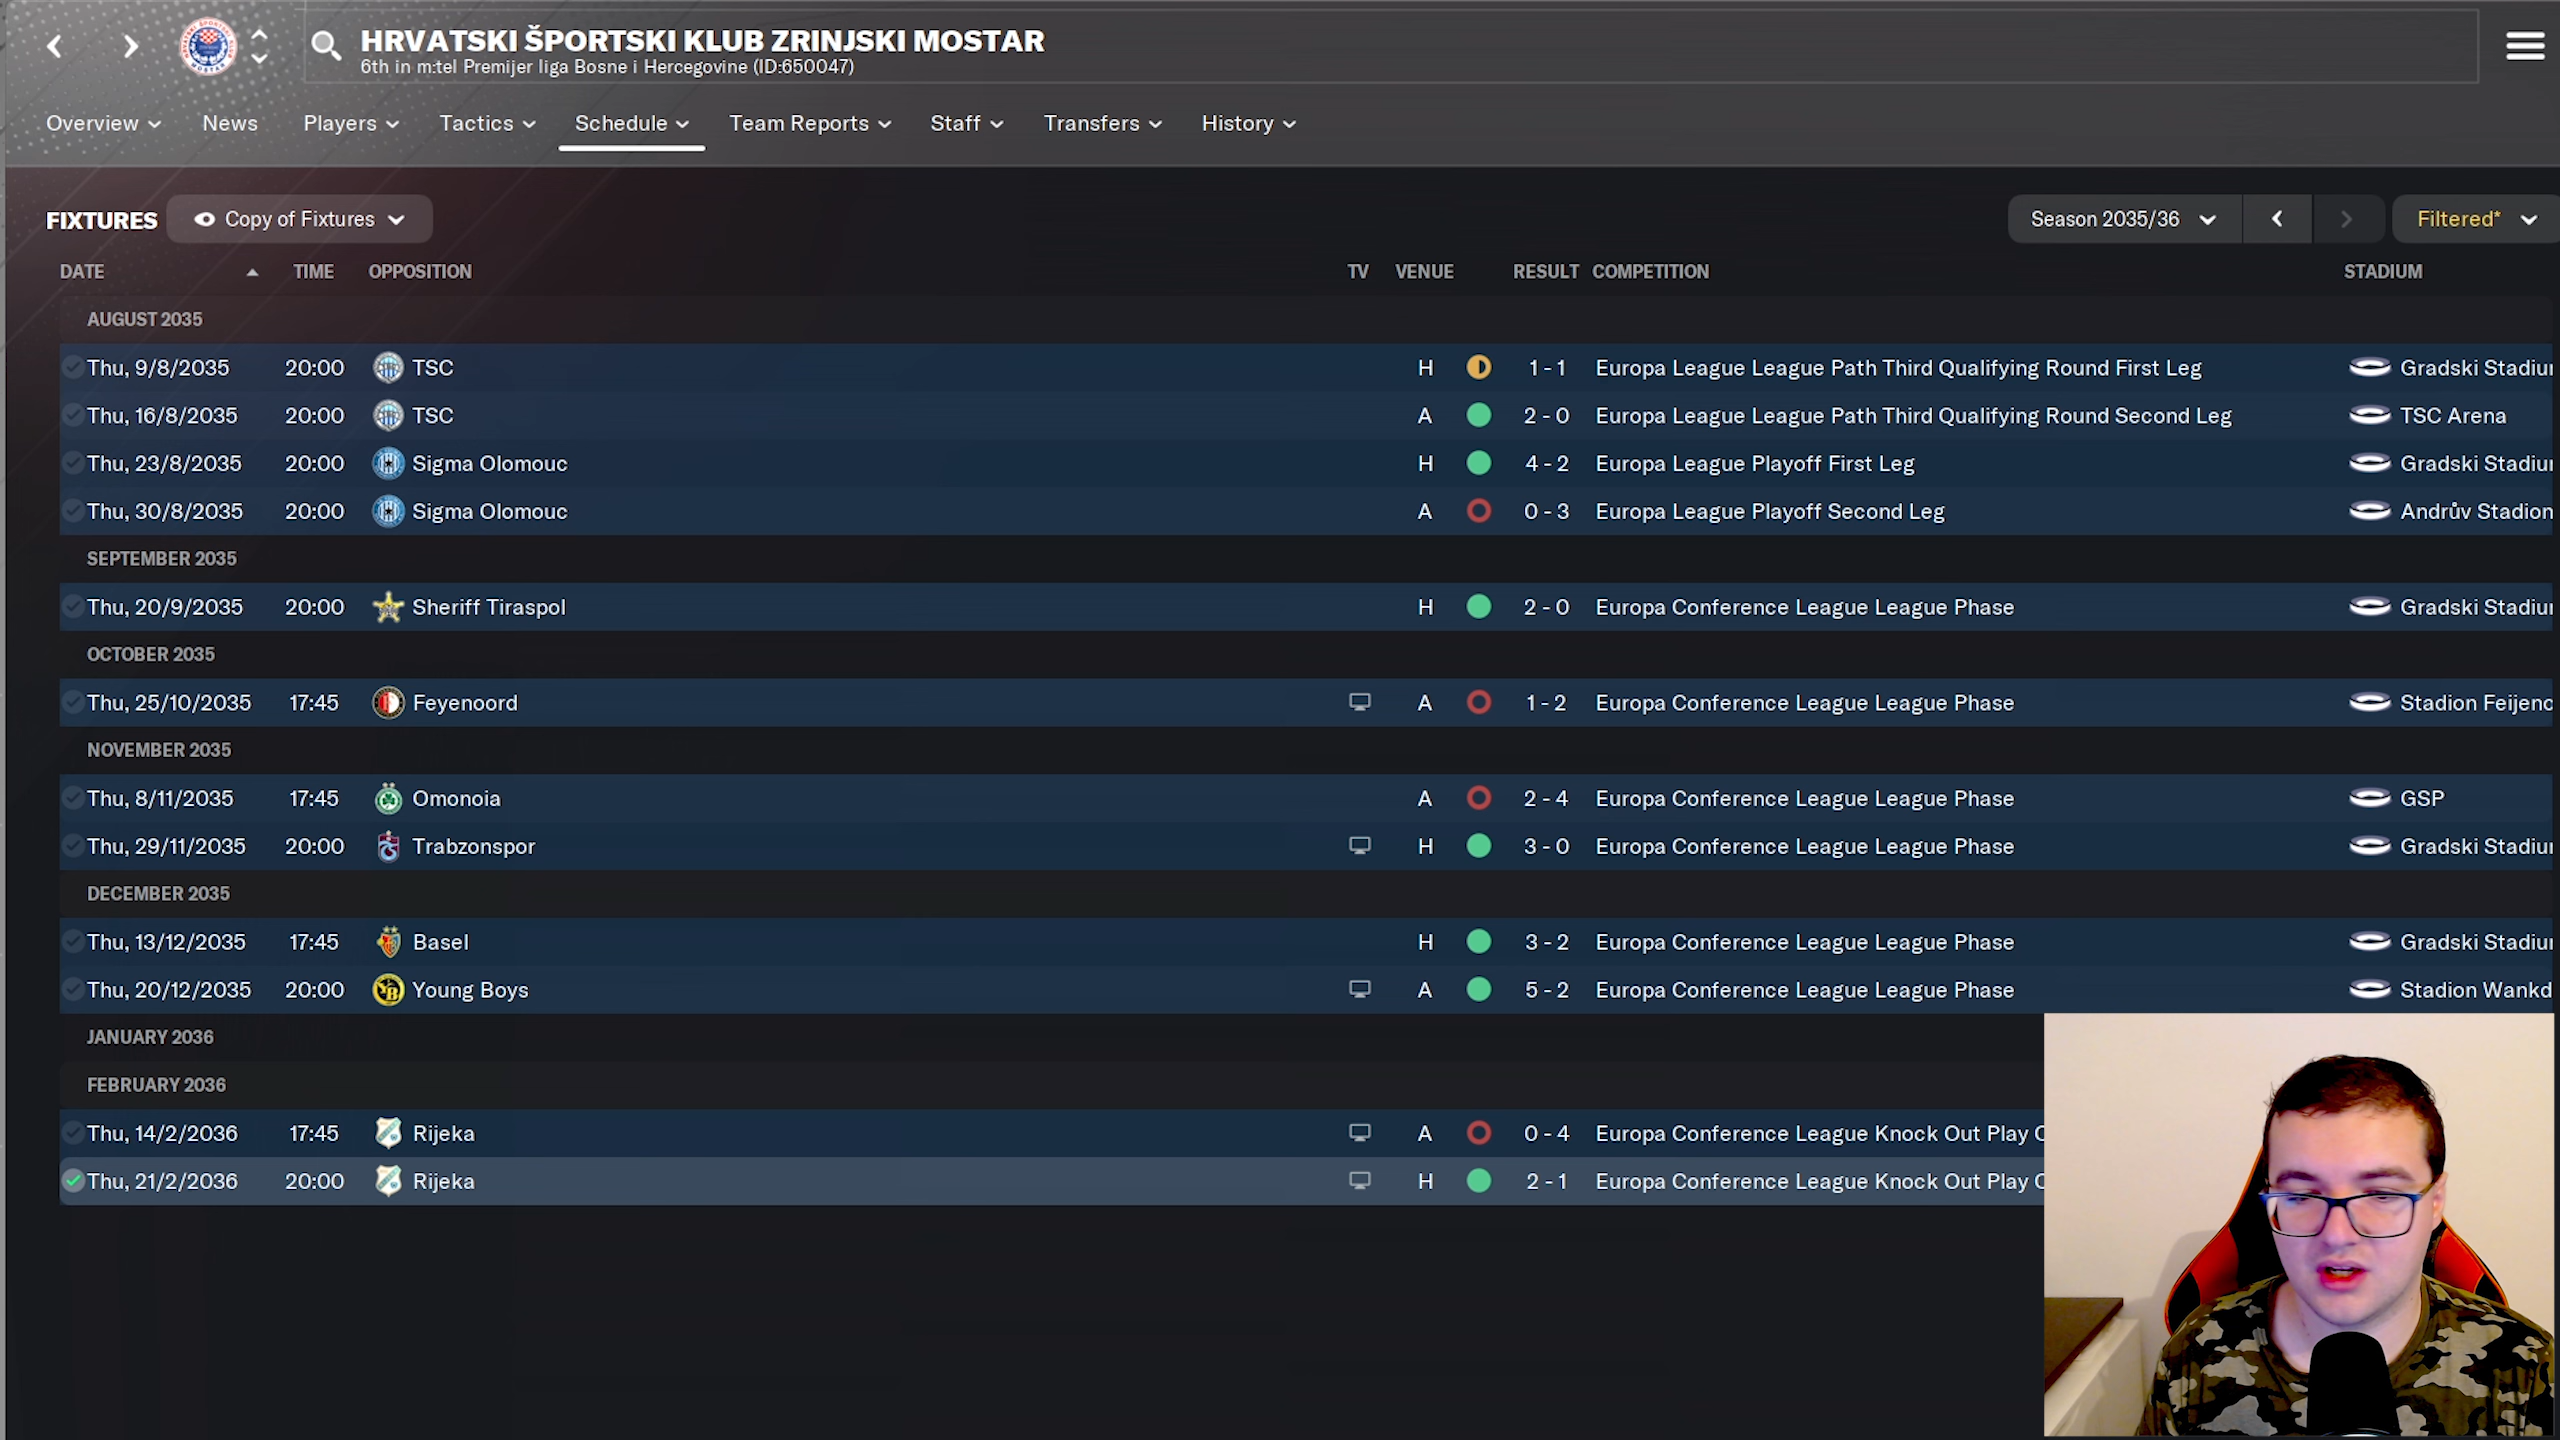 HRVATSKI ŠPORTSKI KLUB ZRINJSKI MOSTAR
6th in m:tel Premijer liga Bosne i Hercegovine (ID:650047)
Overview News Players Tactics Schedule Team Reports Staff Transfers History
FIXTURES Copy of Fixtures Season 2035/36 Filtered*
DATE TIME OPPOSITION TV VENUE RESULT COMPETITION STADIUM
AUGUST 2035
Thu, 9/8/2035 20:00 TSC H 1 - 1 Europa League League Path Third Qualifying Round First Leg Gradski Stadiu
Thu, 16/8/2035 20:00 TSC A 2 - 0 Europa League League Path Third Qualifying Round Second Leg TSC Arena
Thu, 23/8/2035 20:00 Sigma Olomouc H 4 - 2 Europa League Playoff First Leg Gradski Stadiu
Thu, 30/8/2035 20:00 Sigma Olomouc A 0 - 3 Europa League Playoff Second Leg Andrův Stadion
SEPTEMBER 2035
Thu, 20/9/2035 20:00 Sheriff Tiraspol H 2 - 0 Europa Conference League League Phase Gradski Stadiu
OCTOBER 2035
Thu, 25/10/2035 17:45 Feyenoord A 1 - 2 Europa Conference League League Phase Stadion Feijeno
NOVEMBER 2035
Thu, 8/11/2035 17:45 Omonoia A 2 - 4 Europa Conference League League Phase GSP
Thu, 29/11/2035 20:00 Trabzonspor H 3 - 0 Europa Conference League League Phase Gradski Stadiu
DECEMBER 2035
Thu, 13/12/2035 17:45 Basel H 3 - 2 Europa Conference League League Phase Gradski Stadiu
Thu, 20/12/2035 20:00 Young Boys A 5 - 2 Europa Conference League League Phase Stadion Wankd
JANUARY 2036
FEBRUARY 2036
Thu, 14/2/2036 17:45 Rijeka A 0 - 4 Europa Conference League Knock Out Play
Thu, 21/2/2036 20:00 Rijeka H 2 - 1 Europa Conference League Knock Out Play